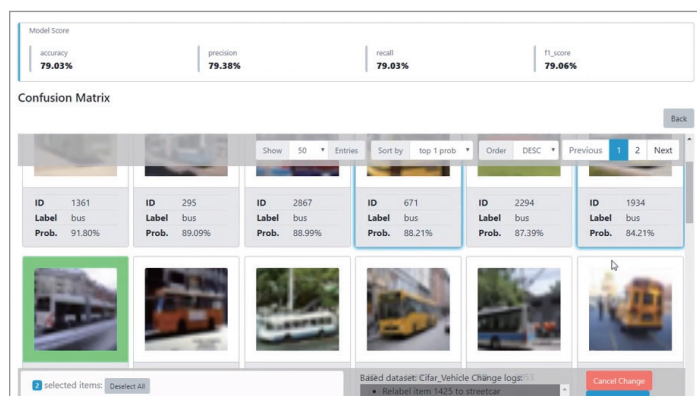 Model Score
accuracy precision recall f1_score
79.03% 79.38% 79.03% 79.06%
Confusion Matrix
Back
Show 50 Entries Sort by top 1 prob Order DESC Previous 1 2 Next
ID 1361 ID 295 ID 2867 ID 671 ID 2294 ID 1934
Label bus Label bus Label bus Label bus Label bus Label bus
Prob. 91.80% Prob. 89.09% Prob. 88.99% Prob. 88.21% Prob. 87.39% Prob. 84.21%
2 selected items: Deselect All
Based dataset: Cifar_Vehicle Change logs:
Relabel item 1425 to streetcar
Cancel Change